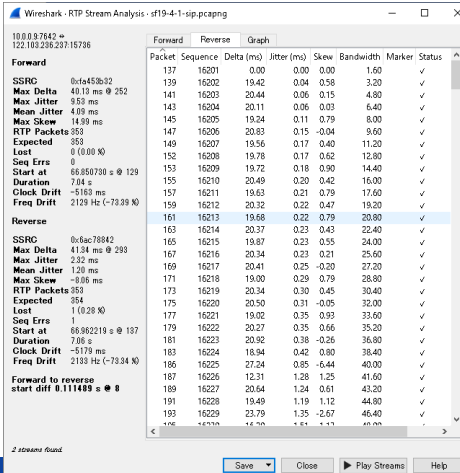 Wireshark · RTP Stream Analysis · sf19-4-1-sip.pcapng
10.0.0.9:7642 ↔
122.103.236.237:15736
Forward
SSRC 0xfa453b32
Max Delta 40.13 ms @ 252
Max Jitter 9.53 ms
Mean Jitter 4.09 ms
Max Skew 14.99 ms
RTP Packets 353
Expected 353
Lost 0 (0.00 %)
Seq Errs 0
Start at 66.850730 s @ 129
Duration 7.04 s
Clock Drift -5163 ms
Freq Drift 2129 Hz (-73.39 %)
Reverse
SSRC 0x6ac78842
Max Delta 41.34 ms @ 293
Max Jitter 2.32 ms
Mean Jitter 1.20 ms
Max Skew -8.06 ms
RTP Packets 353
Expected 354
Lost 1 (0.28 %)
Seq Errs 1
Start at 66.962219 s @ 137
Duration 7.06 s
Clock Drift -5179 ms
Freq Drift 2133 Hz (-73.34 %)
Forward to reverse
start diff 0.111489 s @ 8
2 streams found.
Forward Reverse Graph
Packet Sequence Delta (ms) Jitter (ms) Skew Bandwidth Marker Status
137 16201 0.00 0.00 0.00 1.60 ✓
139 16202 19.42 0.04 0.58 3.20 ✓
141 16203 20.44 0.06 0.15 4.80 ✓
143 16204 20.11 0.06 0.03 6.40 ✓
145 16205 19.24 0.11 0.79 8.00 ✓
147 16206 20.83 0.15 -0.04 9.60 ✓
149 16207 19.56 0.17 0.40 11.20 ✓
152 16208 19.78 0.17 0.62 12.80 ✓
153 16209 19.72 0.18 0.90 14.40 ✓
155 16210 20.49 0.20 0.42 16.00 ✓
157 16211 19.63 0.21 0.79 17.60 ✓
159 16212 20.32 0.22 0.47 19.20 ✓
161 16213 19.68 0.22 0.79 20.80 ✓
163 16214 20.37 0.23 0.43 22.40 ✓
165 16215 19.87 0.23 0.55 24.00 ✓
167 16216 20.34 0.23 0.21 25.60 ✓
169 16217 20.41 0.25 -0.20 27.20 ✓
171 16218 19.00 0.29 0.79 28.80 ✓
173 16219 20.34 0.30 0.45 30.40 ✓
175 16220 20.50 0.31 -0.05 32.00 ✓
177 16221 19.02 0.35 0.93 33.60 ✓
179 16222 20.27 0.35 0.66 35.20 ✓
181 16223 20.92 0.38 -0.26 36.80 ✓
183 16224 18.94 0.42 0.80 38.40 ✓
186 16225 27.24 0.85 -6.44 40.00 ✓
187 16226 12.31 1.28 1.25 41.60 ✓
189 16227 20.64 1.24 0.61 43.20 ✓
191 16228 19.49 1.19 1.12 44.80 ✓
193 16229 23.79 1.35 -2.67 46.40 ✓
Save Close Play Streams Help